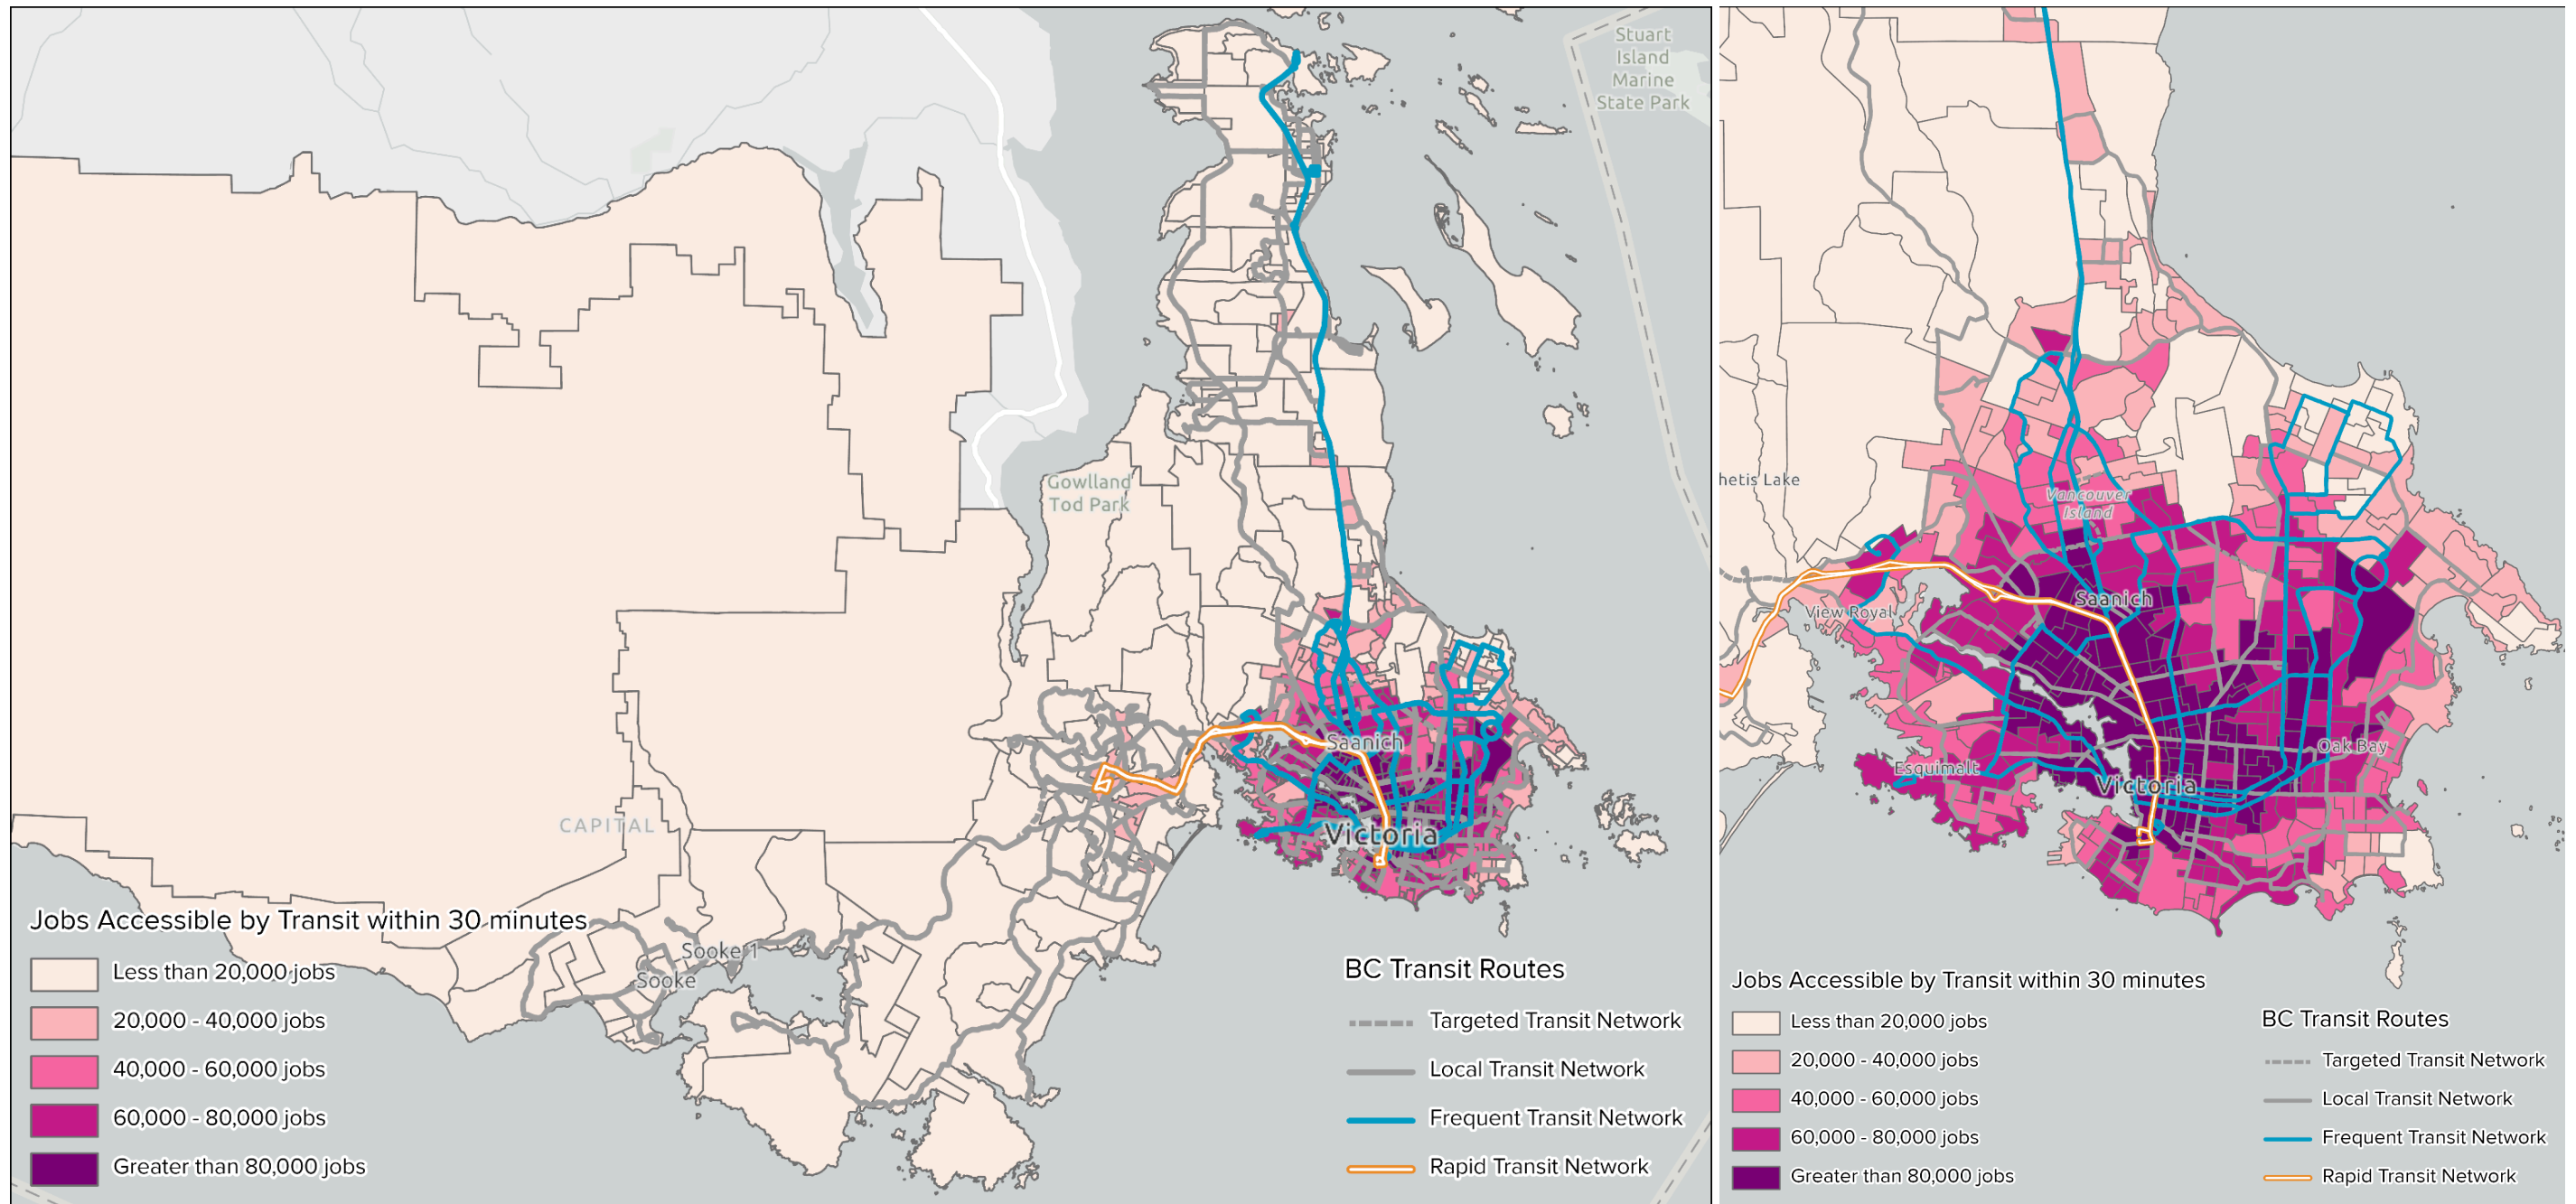 Stuart
Island
Marine
State Park
Gowlland
Tod Park
Saanich
Victoria
CAPITAL
Sooke 1
Sooke
Jobs Accessible by Transit within 30 minutes
Less than 20,000 jobs
20,000 - 40,000 jobs
40,000 - 60,000 jobs
60,000 - 80,000 jobs
Greater than 80,000 jobs
BC Transit Routes
Targeted Transit Network
Local Transit Network
Frequent Transit Network
Rapid Transit Network
hetis Lake
Vancouver
Island
View Royal
Saanich
Oak Bay
Esquimalt
Victoria
Jobs Accessible by Transit within 30 minutes
Less than 20,000 jobs
20,000 - 40,000 jobs
40,000 - 60,000 jobs
60,000 - 80,000 jobs
Greater than 80,000 jobs
BC Transit Routes
Targeted Transit Network
Local Transit Network
Frequent Transit Network
Rapid Transit Network